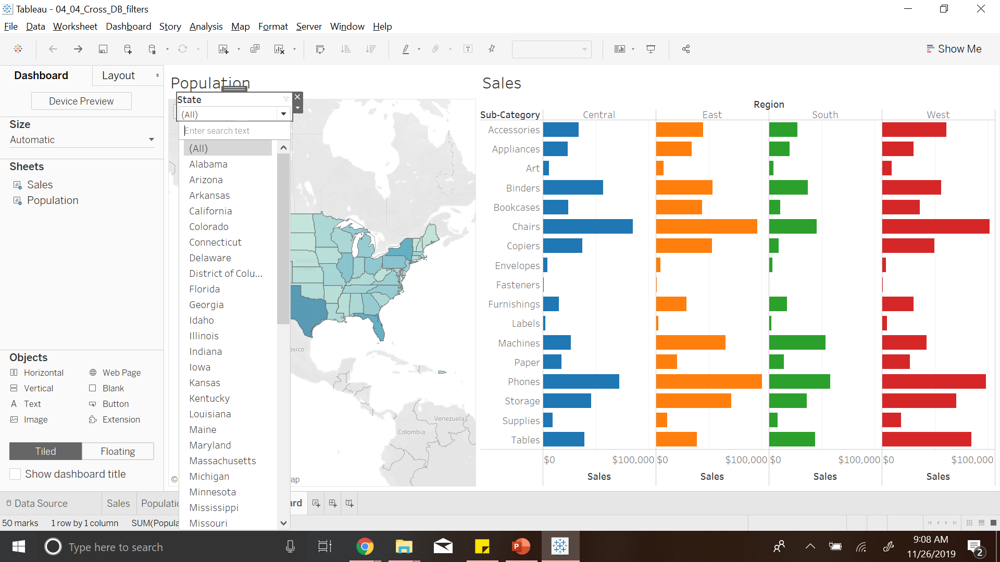 Tableau - 04_04_Cross_DB_filters
File Data Worksheet Dashboard Story Analysis Map Format Server Window Help
Show Me
Dashboard Layout
Device Preview
Size
Automatic
Sheets
Sales
Population
Objects
Horizontal Web Page
Vertical Blank
A Text Button
Image Extension
Tiled Floating
Show dashboard title
Population
State
(All)
Enter search text
(All)
Alabama
Arizona
Arkansas
California
Colorado
Connecticut
Delaware
District of Colu...
Florida
Georgia
Idaho
Illinois
Indiana
Iowa
Kansas
Kentucky
Louisiana
Maine
Maryland
Massachusetts
Michigan
Minnesota
Mississippi
Missouri
United
States
exico
Venezuela
Colombia
©
ap
Sales
Region
Sub-Category Central East South West
Accessories
Appliances
Art
Binders
Bookcases
Chairs
Copiers
Envelopes
Fasteners
Furnishings
Labels
Machines
Paper
Phones
Storage
Supplies
Tables
$0 $100,000 $0 $100,000 $0 $100,000 $0 $100,000
Sales Sales Sales Sales
Data Source Sales Populatio ard
50 marks 1 row by 1 column SUM(Popula
Type here to search
9:08 AM
11/26/2019
2